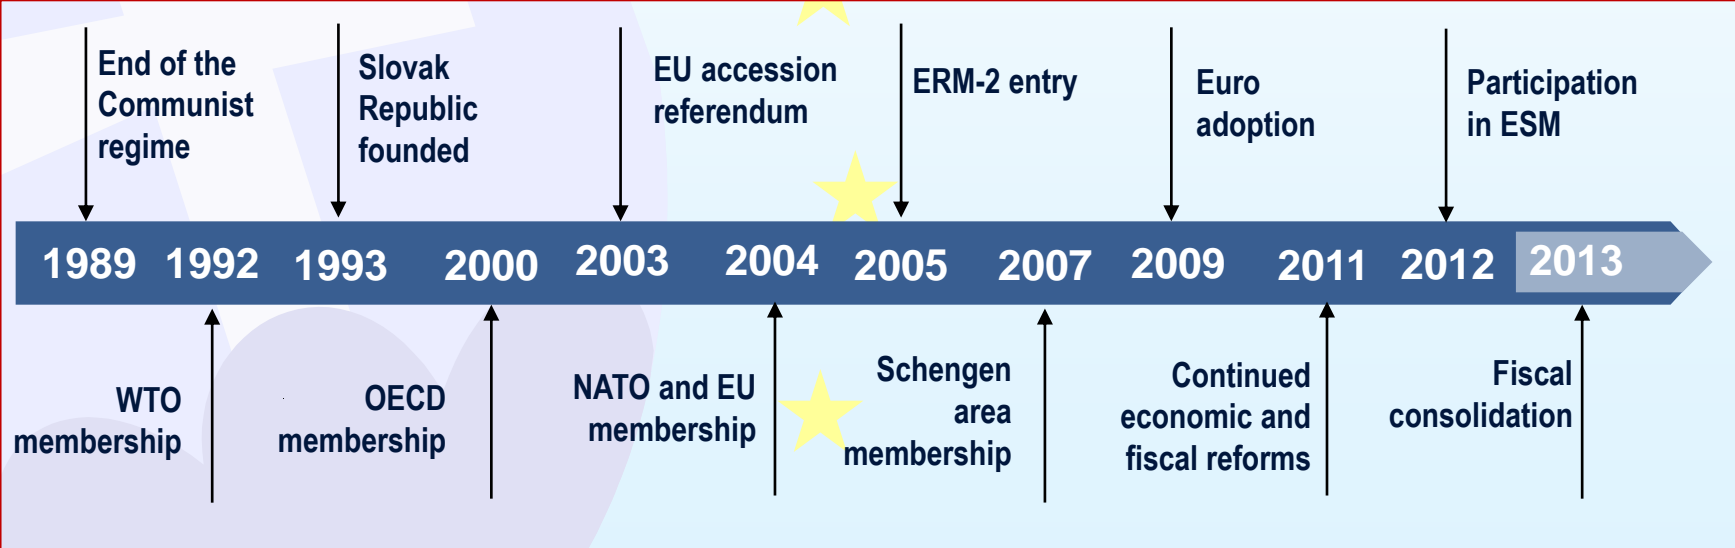 End of the
Communist
regime
Slovak
Republic
founded
EU accession
referendum
ERM-2 entry
Euro
adoption
Participation
in ESM
1989 1992 1993 2000 2003 2004 2005 2007 2009 2011 2012 2013
WTO
membership
OECD
membership
NATO and EU
membership
Schengen
area
membership
Continued
economic and
fiscal reforms
Fiscal
consolidation